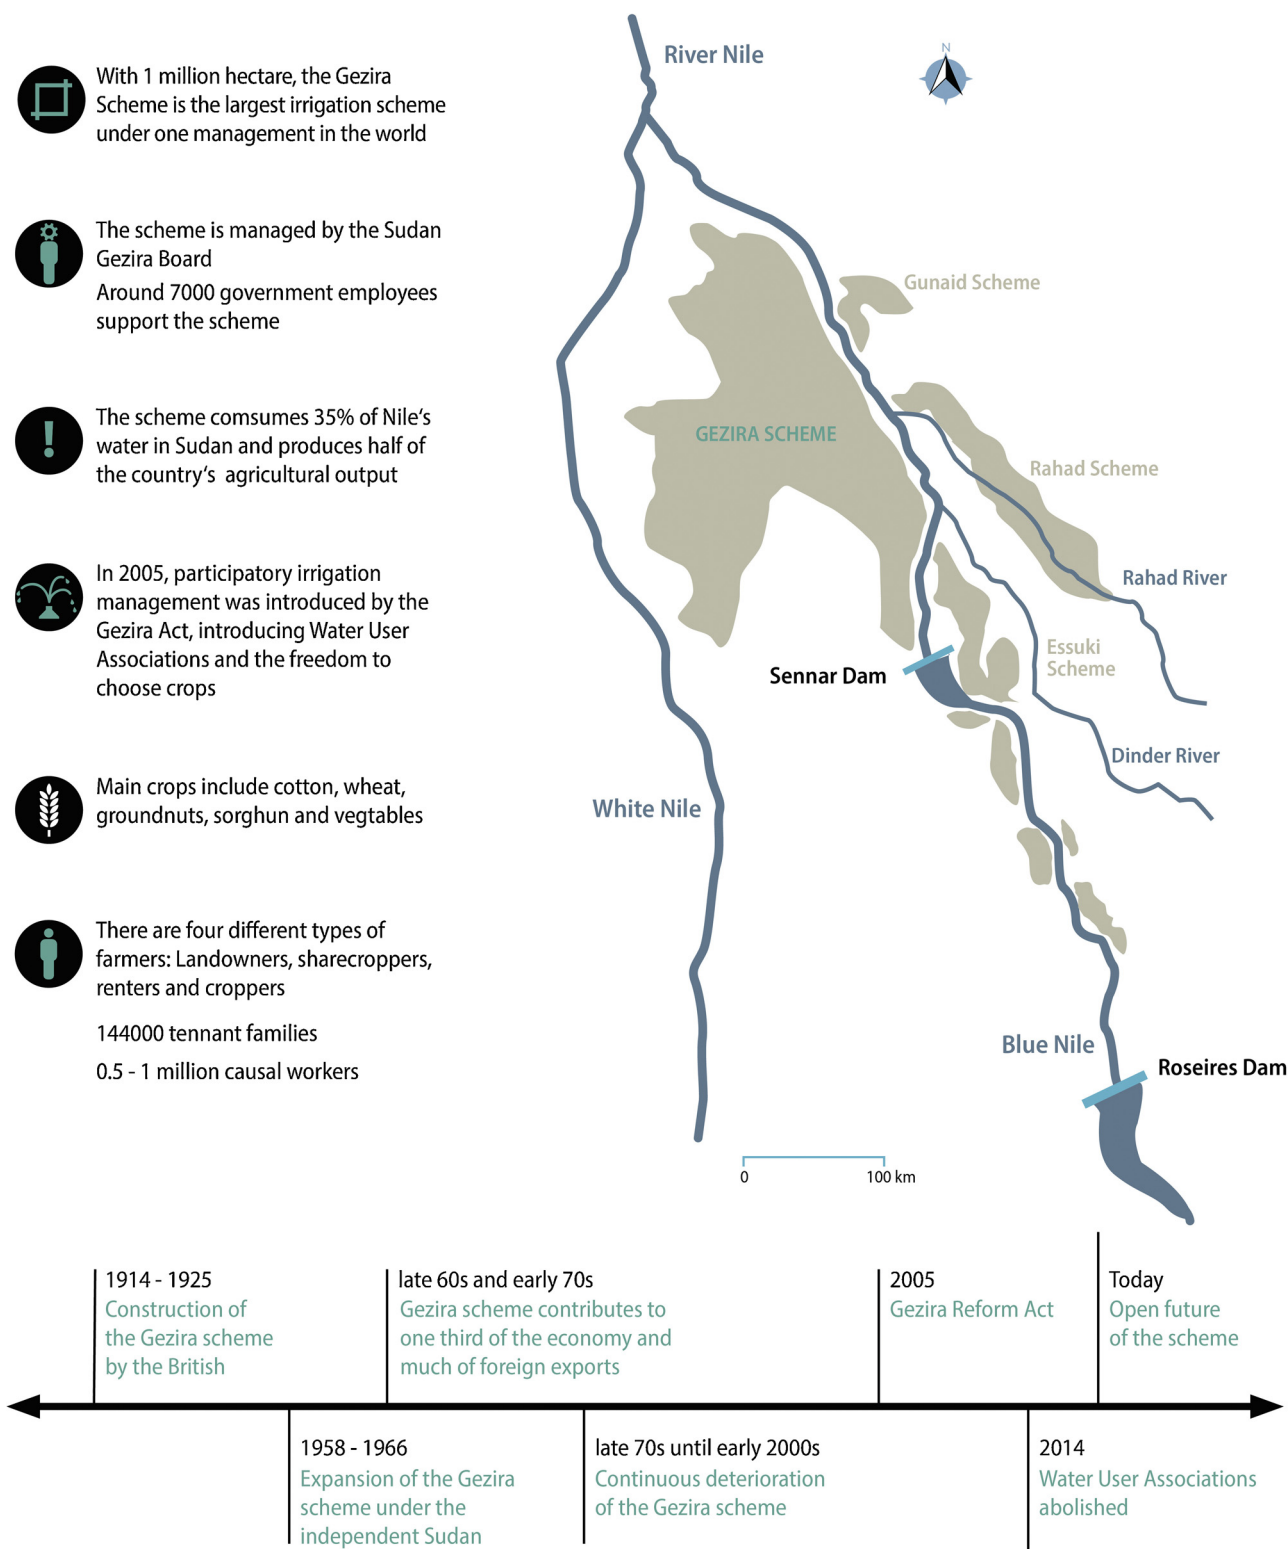 With 1 million hectare, the Gezira
Scheme is the largest irrigation scheme
under one management in the world
The scheme is managed by the Sudan
Gezira Board
Around 7000 government employees
support the scheme
The scheme comsumes 35% of Nile‘s
water in Sudan and produces half of
the country‘s agricultural output
In 2005, participatory irrigation
management was introduced by the
Gezira Act, introducing Water User
Associations and the freedom to
choose crops
Main crops include cotton, wheat,
groundnuts, sorghun and vegtables
There are four different types of
farmers: Landowners, sharecroppers,
renters and croppers
144000 tennant families
0.5 - 1 million causal workers
River Nile
N
Gunaid Scheme
GEZIRA SCHEME
Rahad Scheme
Rahad River
Essuki
Scheme
Sennar Dam
Dinder River
White Nile
Blue Nile
Roseires Dam
0
100 km
1914 - 1925
Construction of
the Gezira scheme
by the British
late 60s and early 70s
Gezira scheme contributes to
one third of the economy and
much of foreign exports
2005
Gezira Reform Act
Today
Open future
of the scheme
1958 - 1966
Expansion of the Gezira
scheme under the
independent Sudan
late 70s until early 2000s
Continuous deterioration
of the Gezira scheme
2014
Water User Associations
abolished